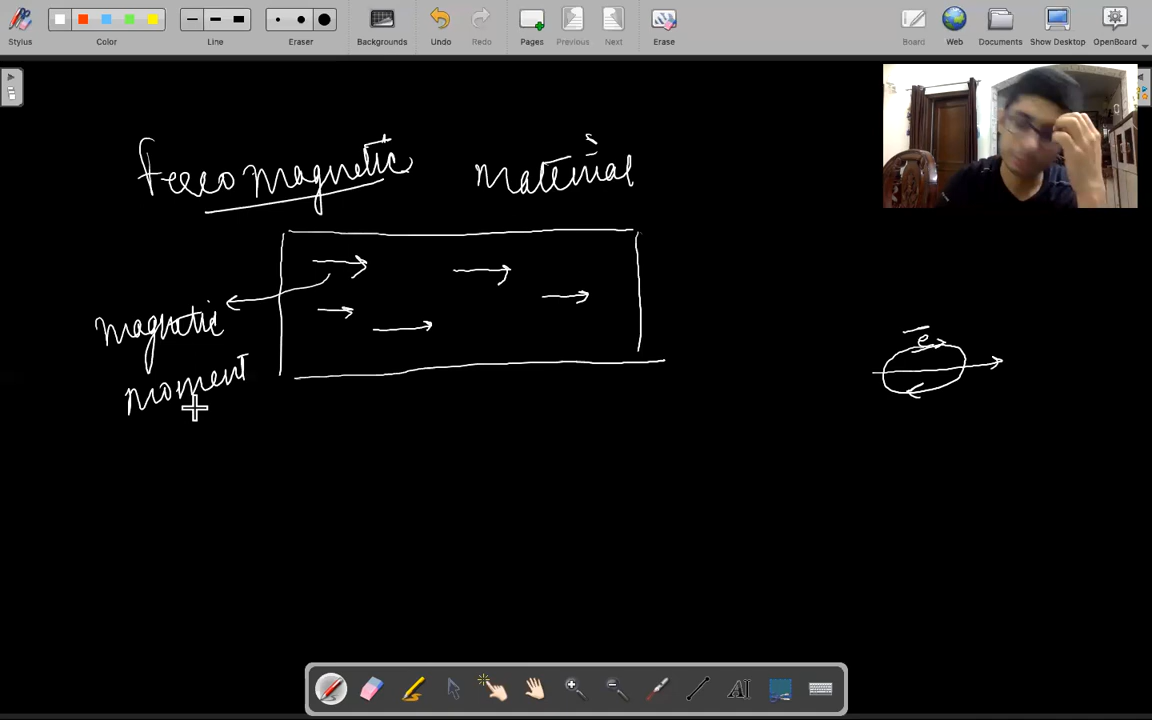 Stylus
Color
Line
Eraser
Backgrounds
Undo
Redo
Pages
Previous
Next
Erase
Board
Web
Documents
Show Desktop
OpenBoard
ferromagnetic material
s
magnetic
moment
e
AI